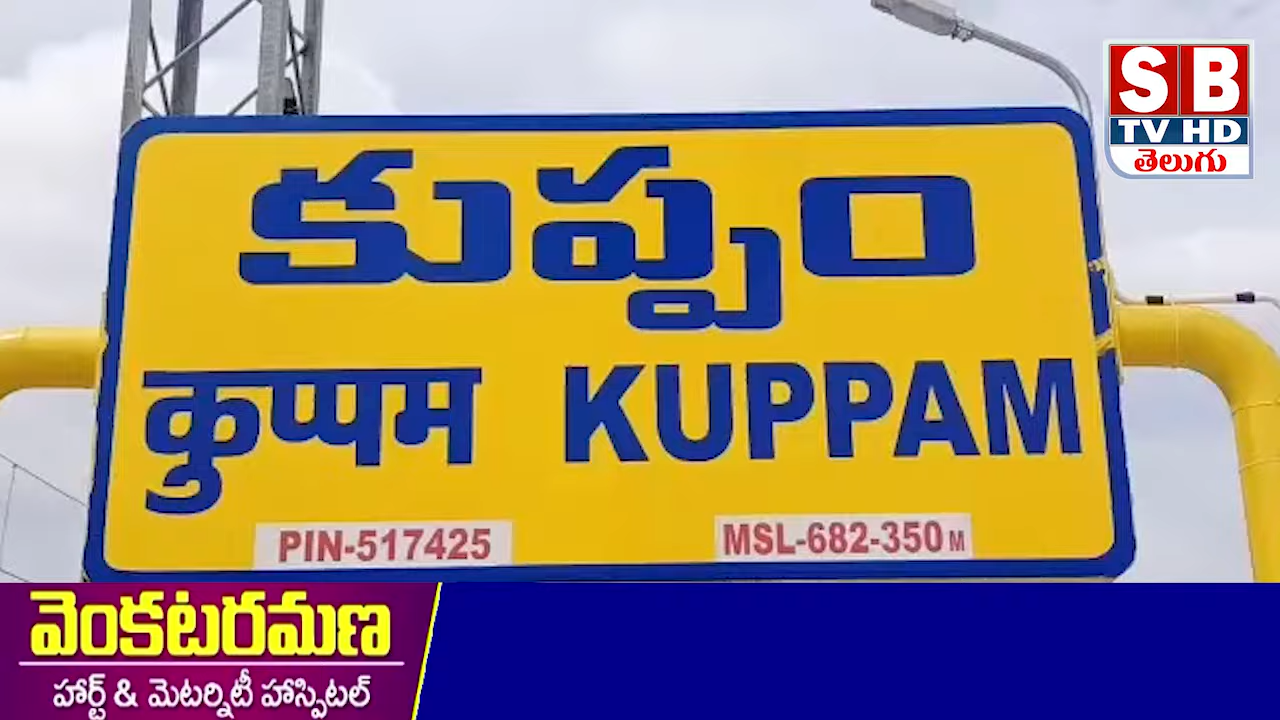 SB
TV HD
తెలుగు
కుప్పం
कुप्पम KUPPAM
PIN-517425 MSL-682-350 M
వెంకటరమణ
హార్ట్ & మెటర్నిటీ హాస్పిటల్